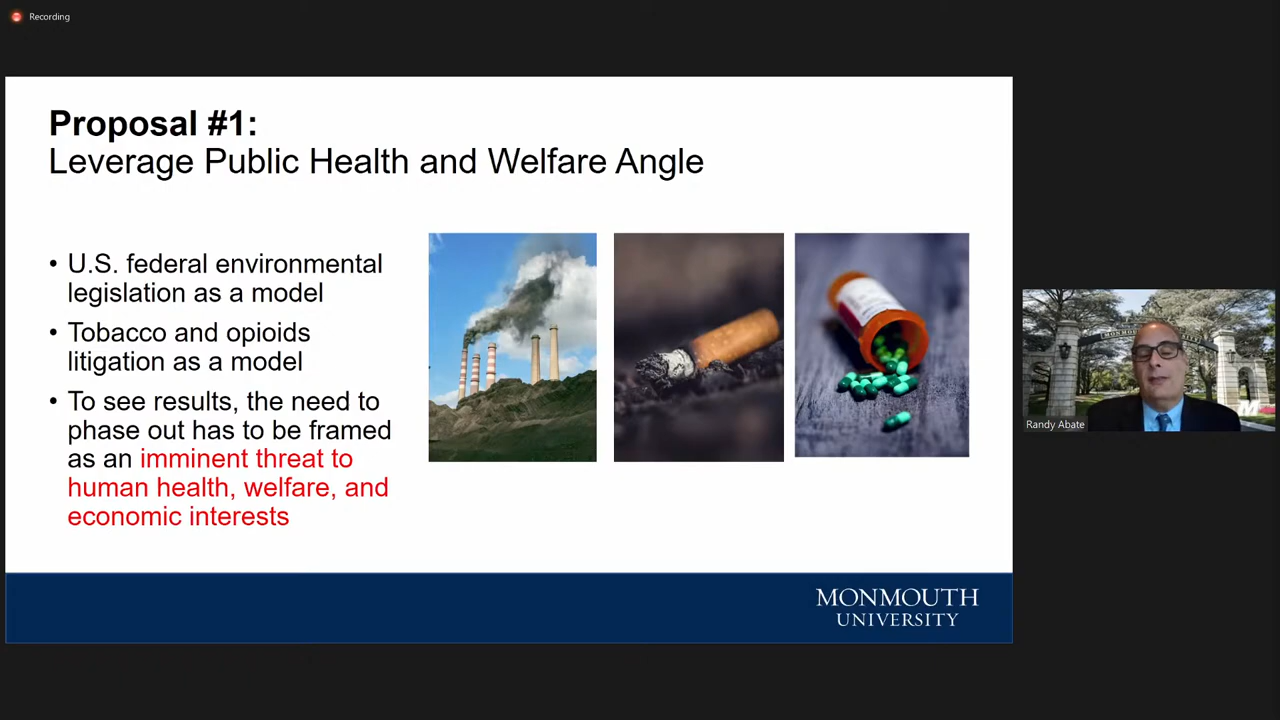 Recording
Proposal #1:
Leverage Public Health and Welfare Angle
• U.S. federal environmental
legislation as a model
• Tobacco and opioids
litigation as a model
• To see results, the need to
phase out has to be framed
as an imminent threat to
human health, welfare, and
economic interests
Randy Abate
MONMOUTH
UNIVERSITY